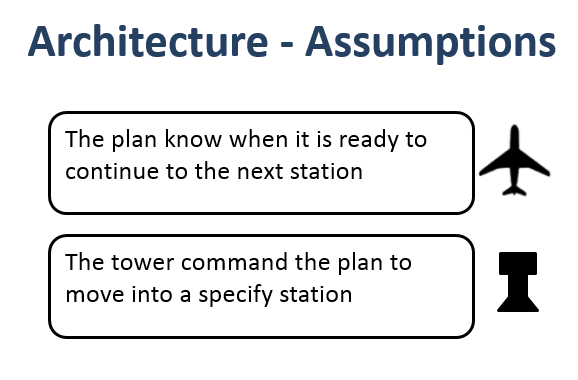 Architecture - Assumptions
The plan know when it is ready to
continue to the next station
The tower command the plan to
move into a specify station